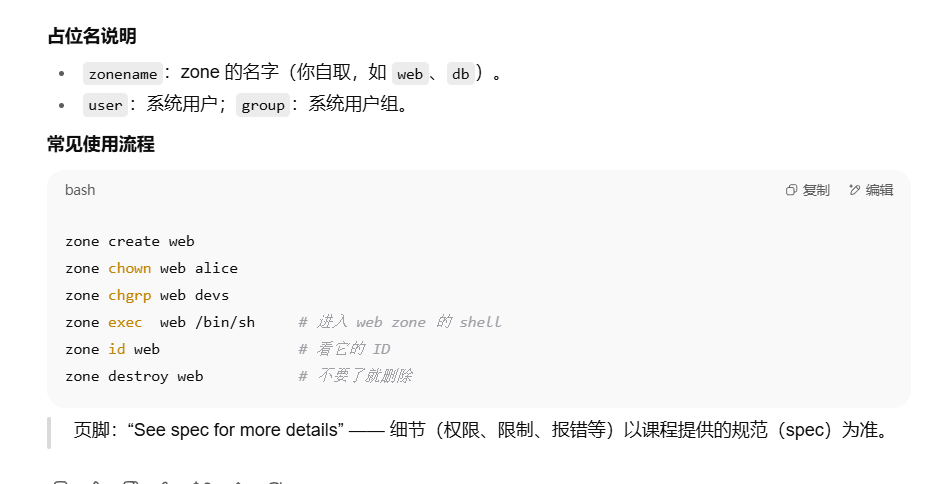 占位名说明
• zonename：zone 的名字（你自取，如 web、db）。
• user：系统用户；group：系统用户组。
常见使用流程
bash 复制 编辑
zone create web
zone chown web alice
zone chgrp web devs
zone exec  web /bin/sh     # 进入 web zone 的 shell
zone id web                # 看它的 ID
zone destroy web           # 不要了就删除
页脚：“See spec for more details” —— 细节（权限、限制、报错等）以课程提供的规范（spec）为准。